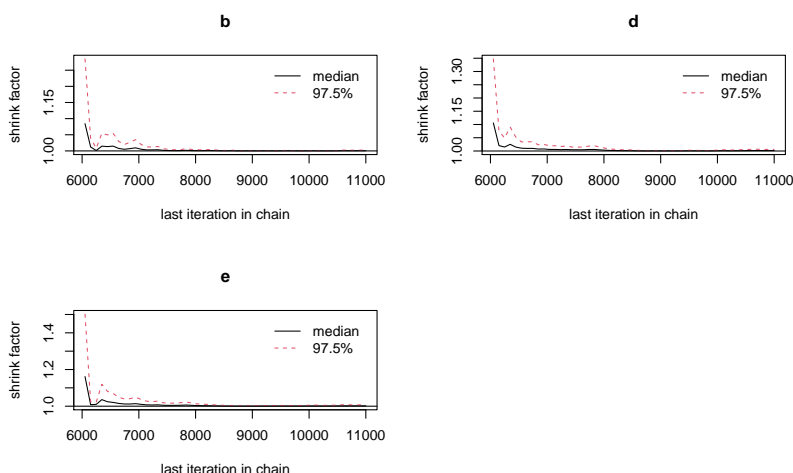 b
shrink factor
1.00
1.15
median
97.5%
6000 7000 8000 9000 10000 11000
last iteration in chain
d
shrink factor
1.00
1.15
1.30
median
97.5%
6000 7000 8000 9000 10000 11000
last iteration in chain
e
shrink factor
1.0
1.2
1.4
median
97.5%
6000 7000 8000 9000 10000 11000
last iteration in chain